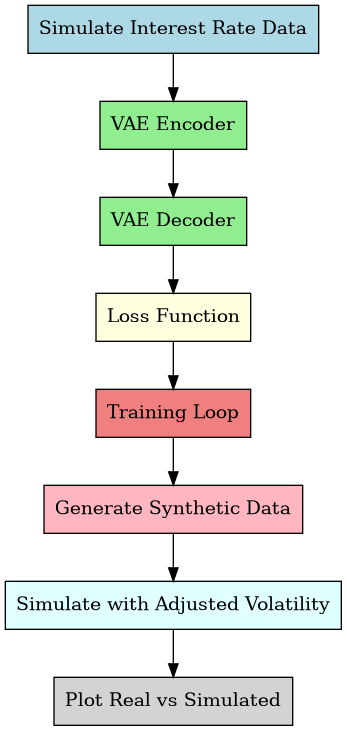 Simulate Interest Rate Data
VAE Encoder
VAE Decoder
Loss Function
Training Loop
Generate Synthetic Data
Simulate with Adjusted Volatility
Plot Real vs Simulated